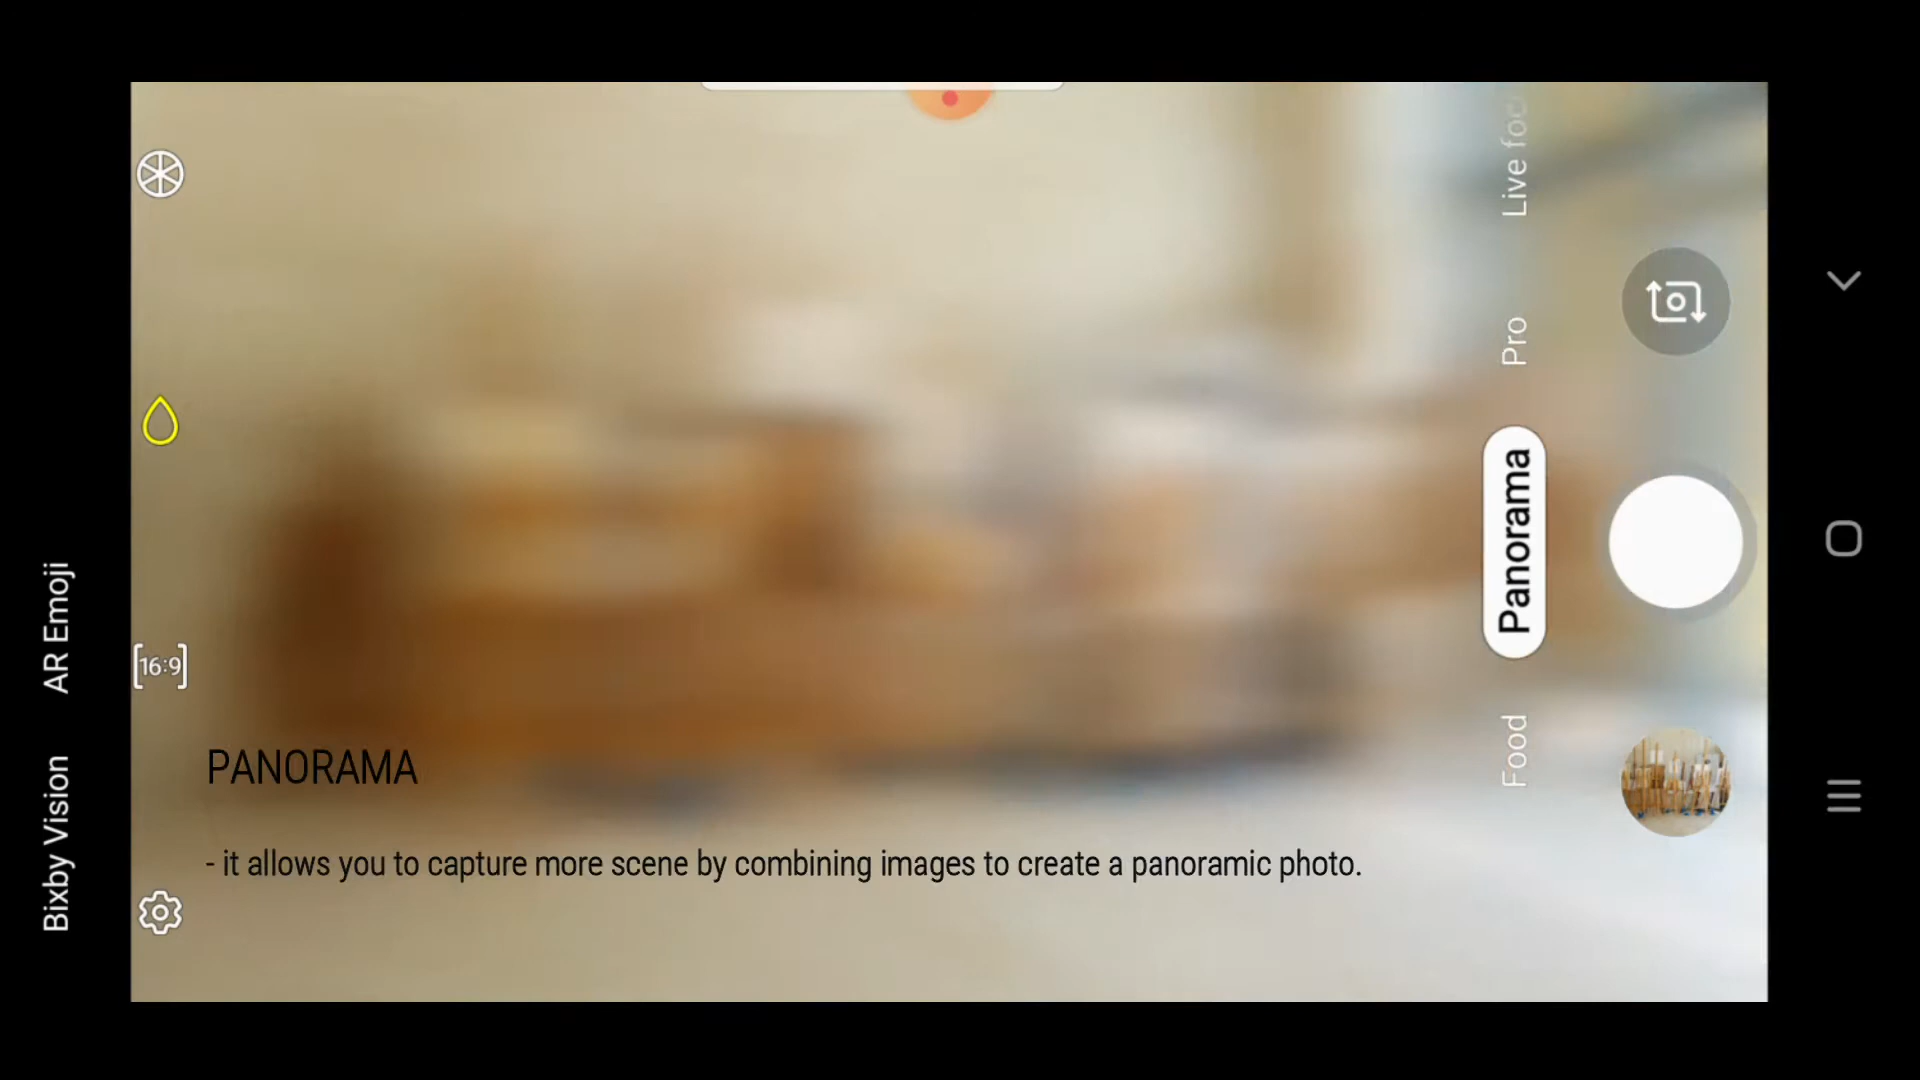 Bixby Vision
AR Emoji
16:9
Live foc
Pro
Panorama
Food
PANORAMA
- it allows you to capture more scene by combining images to create a panoramic photo.